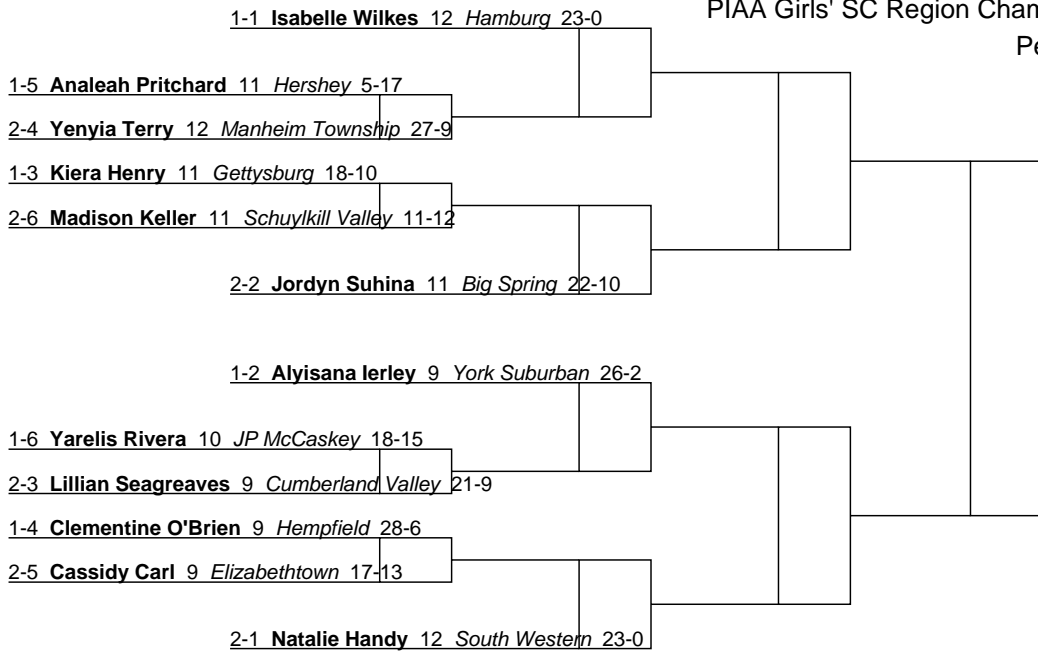 1-1 Isabelle Wilkes 12 Hamburg 23-0
PIAA Girls' SC Region Cham
Pe
1-5 Analeah Pritchard 11 Hershey 5-17
2-4 Yenyia Terry 12 Manheim Township 27-9
1-3 Kiera Henry 11 Gettysburg 18-10
2-6 Madison Keller 11 Schuylkill Valley 11-12
2-2 Jordyn Suhina 11 Big Spring 22-10
1-2 Alyisana Ierley 9 York Suburban 26-2
1-6 Yarelis Rivera 10 JP McCaskey 18-15
2-3 Lillian Seagreaves 9 Cumberland Valley 21-9
1-4 Clementine O'Brien 9 Hempfield 28-6
2-5 Cassidy Carl 9 Elizabethtown 17-13
2-1 Natalie Handy 12 South Western 23-0